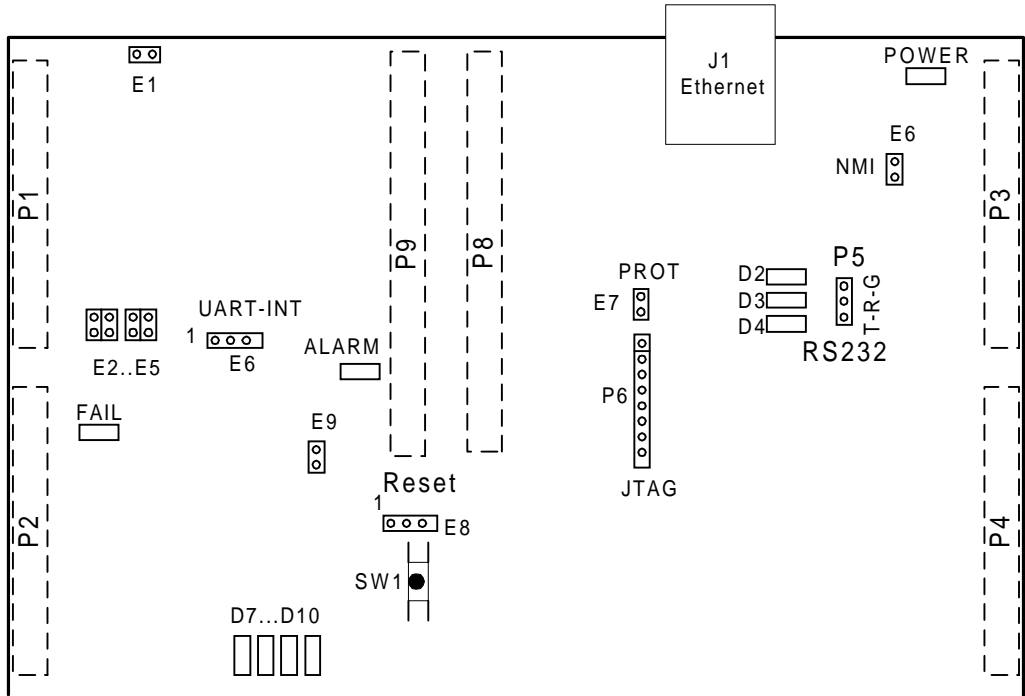 J1
Ethernet
POWER
E1
E6
NMI
P1
P9
P8
P3
PROT
E7
D2
D3
D4
P5
T-R-G
RS232
UART-INT
1
E6
ALARM
E2..E5
FAIL
E9
P6
JTAG
Reset
1
E8
P2
SW1
P4
D7...D10